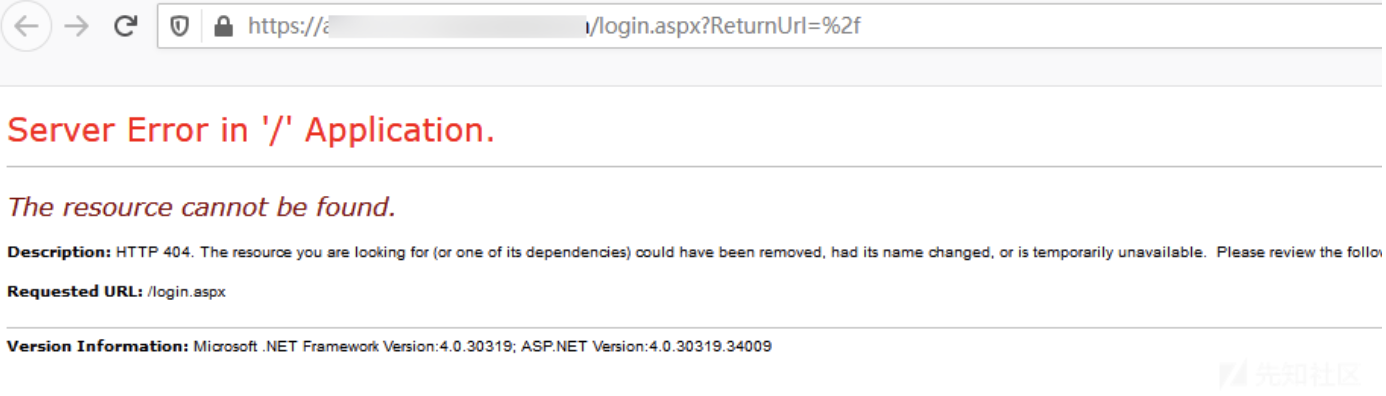 https://a /login.aspx?ReturnUrl=%2f
Server Error in '/' Application.
The resource cannot be found.
Description: HTTP 404. The resource you are looking for (or one of its dependencies) could have been removed, had its name changed, or is temporarily unavailable. Please review the follow
Requested URL: /login.aspx
Version Information: Microsoft .NET Framework Version:4.0.30319; ASP.NET Version:4.0.30319.34009
先知社区